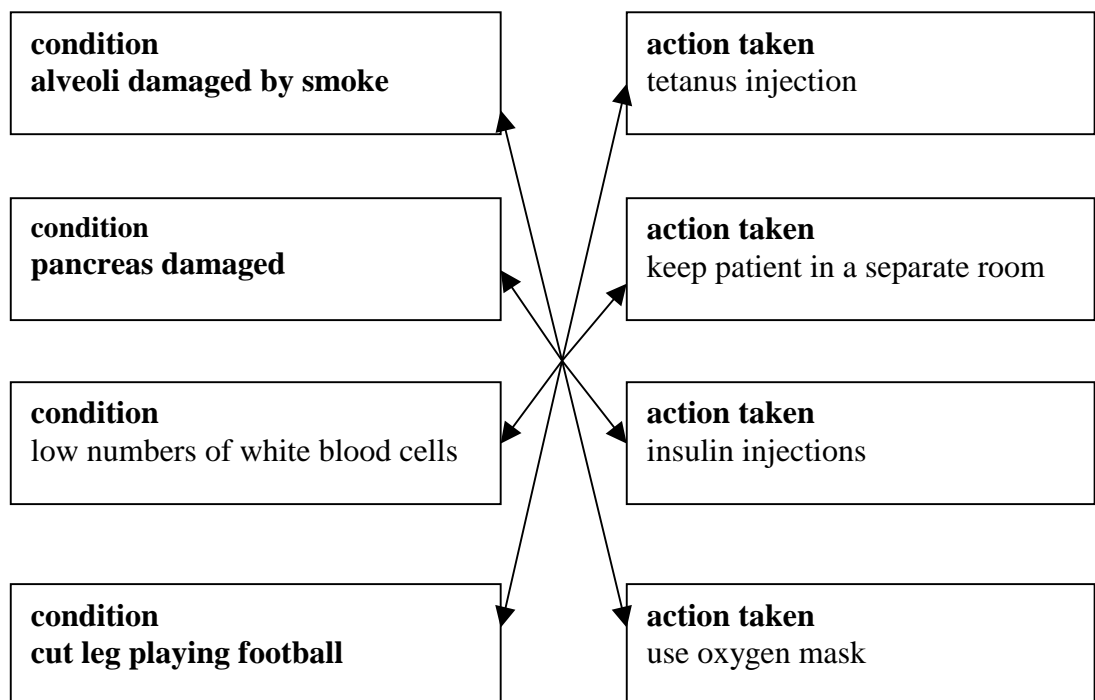 condition
alveoli damaged by smoke
action taken
tetanus injection
condition
pancreas damaged
action taken
keep patient in a separate room
condition
low numbers of white blood cells
action taken
insulin injections
condition
cut leg playing football
action taken
use oxygen mask